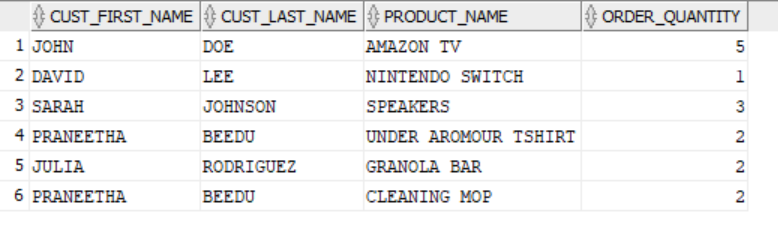 CUST_FIRST_NAME CUST_LAST_NAME PRODUCT_NAME ORDER_QUANTITY
1 JOHN DOE AMAZON TV 5
2 DAVID LEE NINTENDO SWITCH 1
3 SARAH JOHNSON SPEAKERS 3
4 PRANEETHA BEEDU UNDER AROMOUR TSHIRT 2
5 JULIA RODRIGUEZ GRANOLA BAR 2
6 PRANEETHA BEEDU CLEANING MOP 2